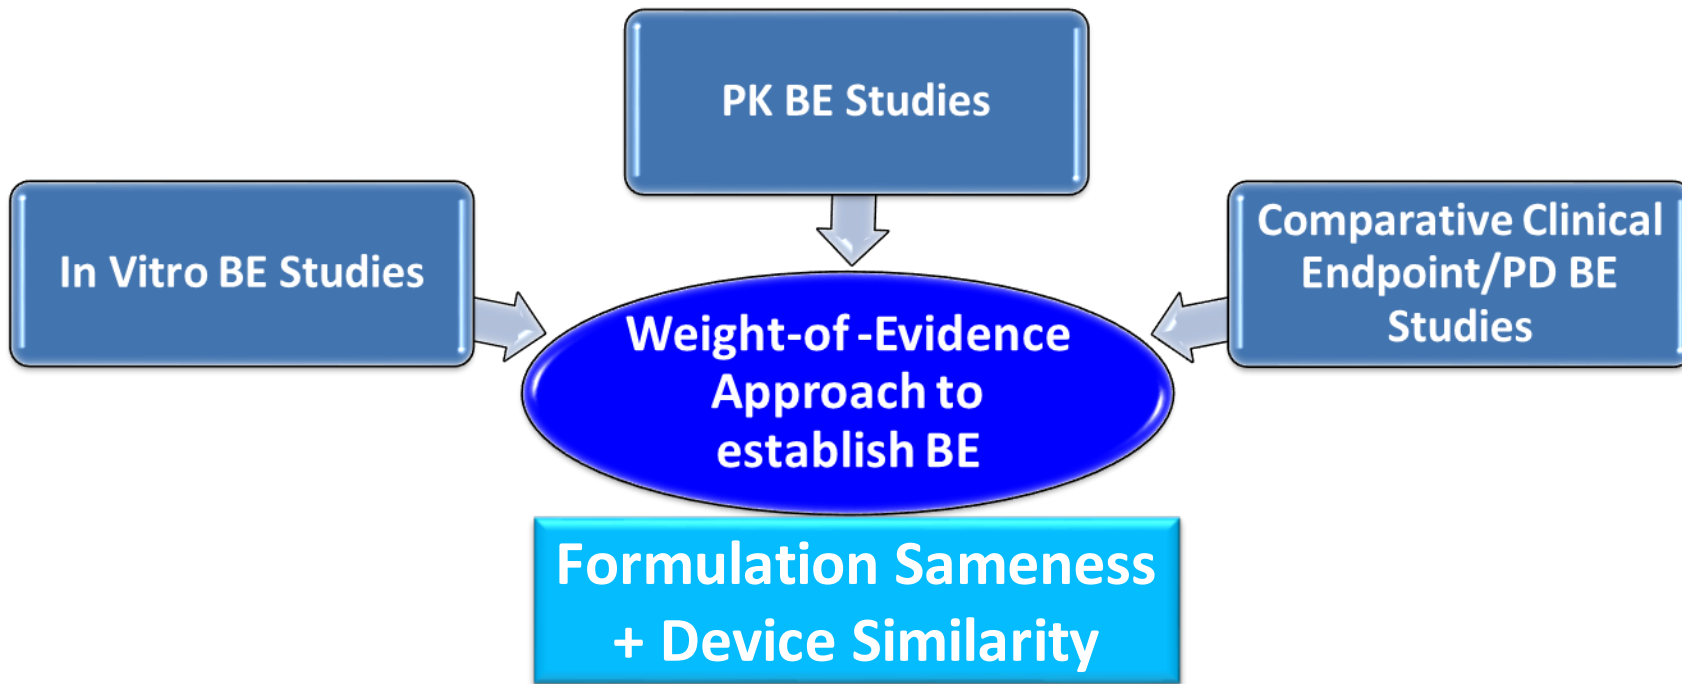 PK BE Studies
In Vitro BE Studies
Comparative Clinical
Endpoint/PD BE
Studies
Weight-of -Evidence
Approach to
establish BE
Formulation Sameness
+ Device Similarity